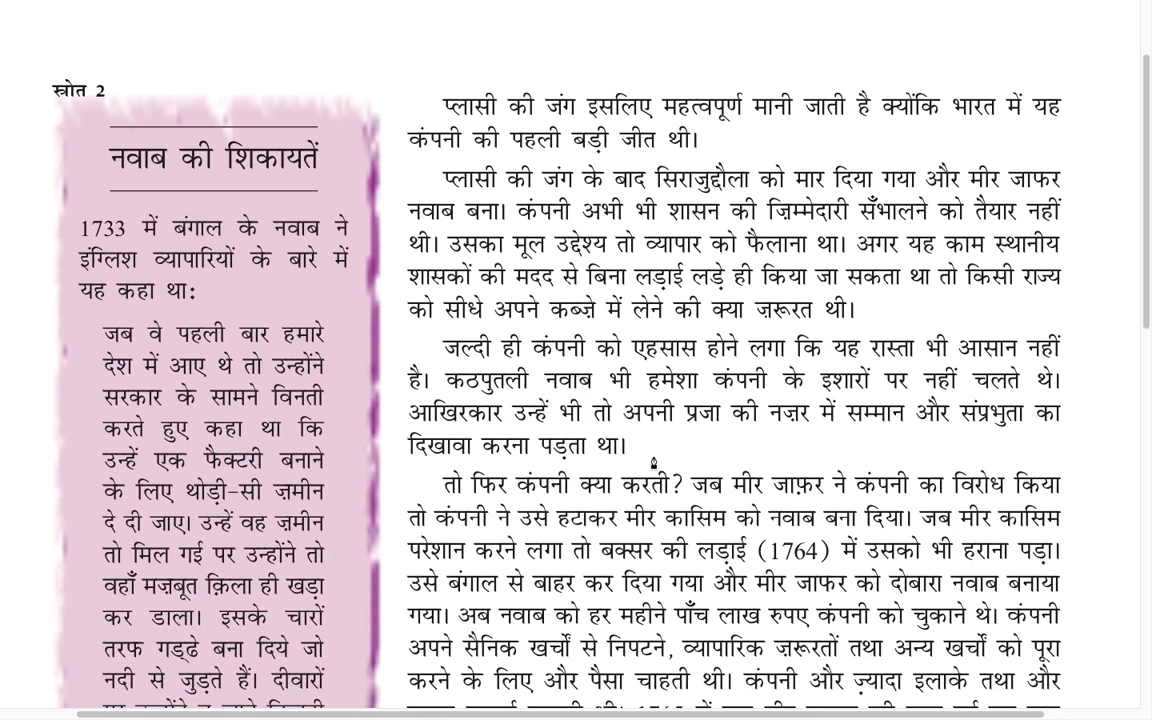 स्त्रोत 2
नवाब की शिकायतें
1733 में बंगाल के नवाब ने
इंग्लिश व्यापारियों के बारे में
यह कहा था:
जब वे पहली बार हमारे
देश में आए थे तो उन्होंने
सरकार के सामने विनती
करते हुए कहा था कि
उन्हें एक फैक्टरी बनाने
के लिए थोड़ी-सी ज़मीन
दे दी जाए। उन्हें वह ज़मीन
तो मिल गई पर उन्होंने तो
वहाँ मज़बूत क़िला ही खड़ा
कर डाला। इसके चारों
तरफ गड्ढे बना दिये जो
नदी से जुड़ते हैं। दीवारों
प्लासी की जंग इसलिए महत्वपूर्ण मानी जाती है क्योंकि भारत में यह
कंपनी की पहली बड़ी जीत थी।
प्लासी की जंग के बाद सिराजुद्दौला को मार दिया गया और मीर जाफर
नवाब बना। कंपनी अभी भी शासन की ज़िम्मेदारी सँभालने को तैयार नहीं
थी। उसका मूल उद्देश्य तो व्यापार को फैलाना था। अगर यह काम स्थानीय
शासकों की मदद से बिना लड़ाई लड़े ही किया जा सकता था तो किसी राज्य
को सीधे अपने कब्ज़े में लेने की क्या ज़रूरत थी।
जल्दी ही कंपनी को एहसास होने लगा कि यह रास्ता भी आसान नहीं
है। कठपुतली नवाब भी हमेशा कंपनी के इशारों पर नहीं चलते थे।
आखिरकार उन्हें भी तो अपनी प्रजा की नज़र में सम्मान और संप्रभुता का
दिखावा करना पड़ता था।
तो फिर कंपनी क्या करती? जब मीर जाफ़र ने कंपनी का विरोध किया
तो कंपनी ने उसे हटाकर मीर कासिम को नवाब बना दिया। जब मीर कासिम
परेशान करने लगा तो बक्सर की लड़ाई (1764) में उसको भी हराना पड़ा।
उसे बंगाल से बाहर कर दिया गया और मीर जाफर को दोबारा नवाब बनाया
गया। अब नवाब को हर महीने पाँच लाख रुपए कंपनी को चुकाने थे। कंपनी
अपने सैनिक खर्चों से निपटने, व्यापारिक ज़रूरतों तथा अन्य खर्चों को पूरा
करने के लिए और पैसा चाहती थी। कंपनी और ज़्यादा इलाके तथा और